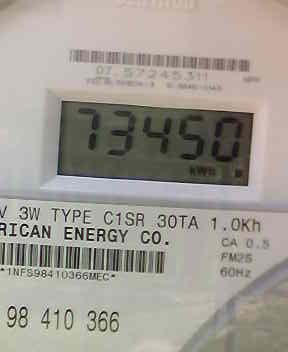 07.57245311
73450
KWH
V 3W TYPE C1SR 30TA 1.0Kh
RICAN ENERGY CO.
CA 0.5
FM2S
60Hz
*1NFS98410366MEC*
98 410 366